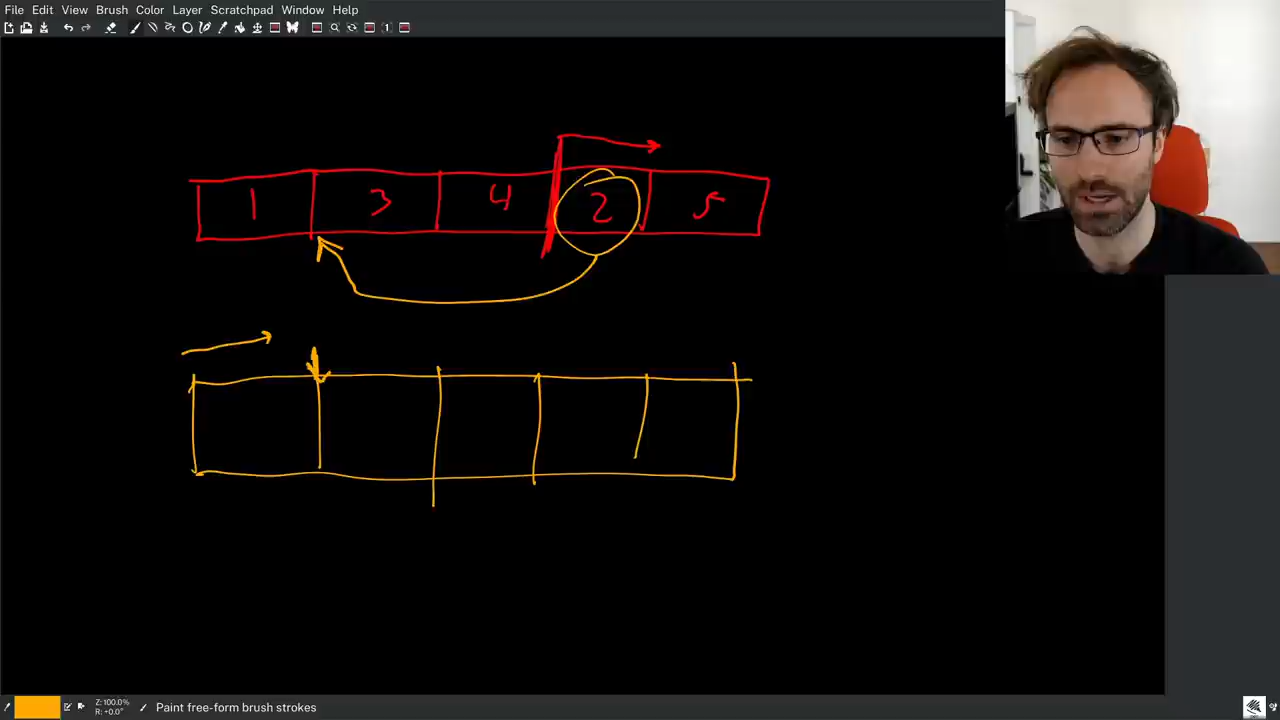 File Edit View Brush Color Layer Scratchpad Window Help
1 3 4 2 5
Z: 100.0%
R: +0.0°
Paint free-form brush strokes